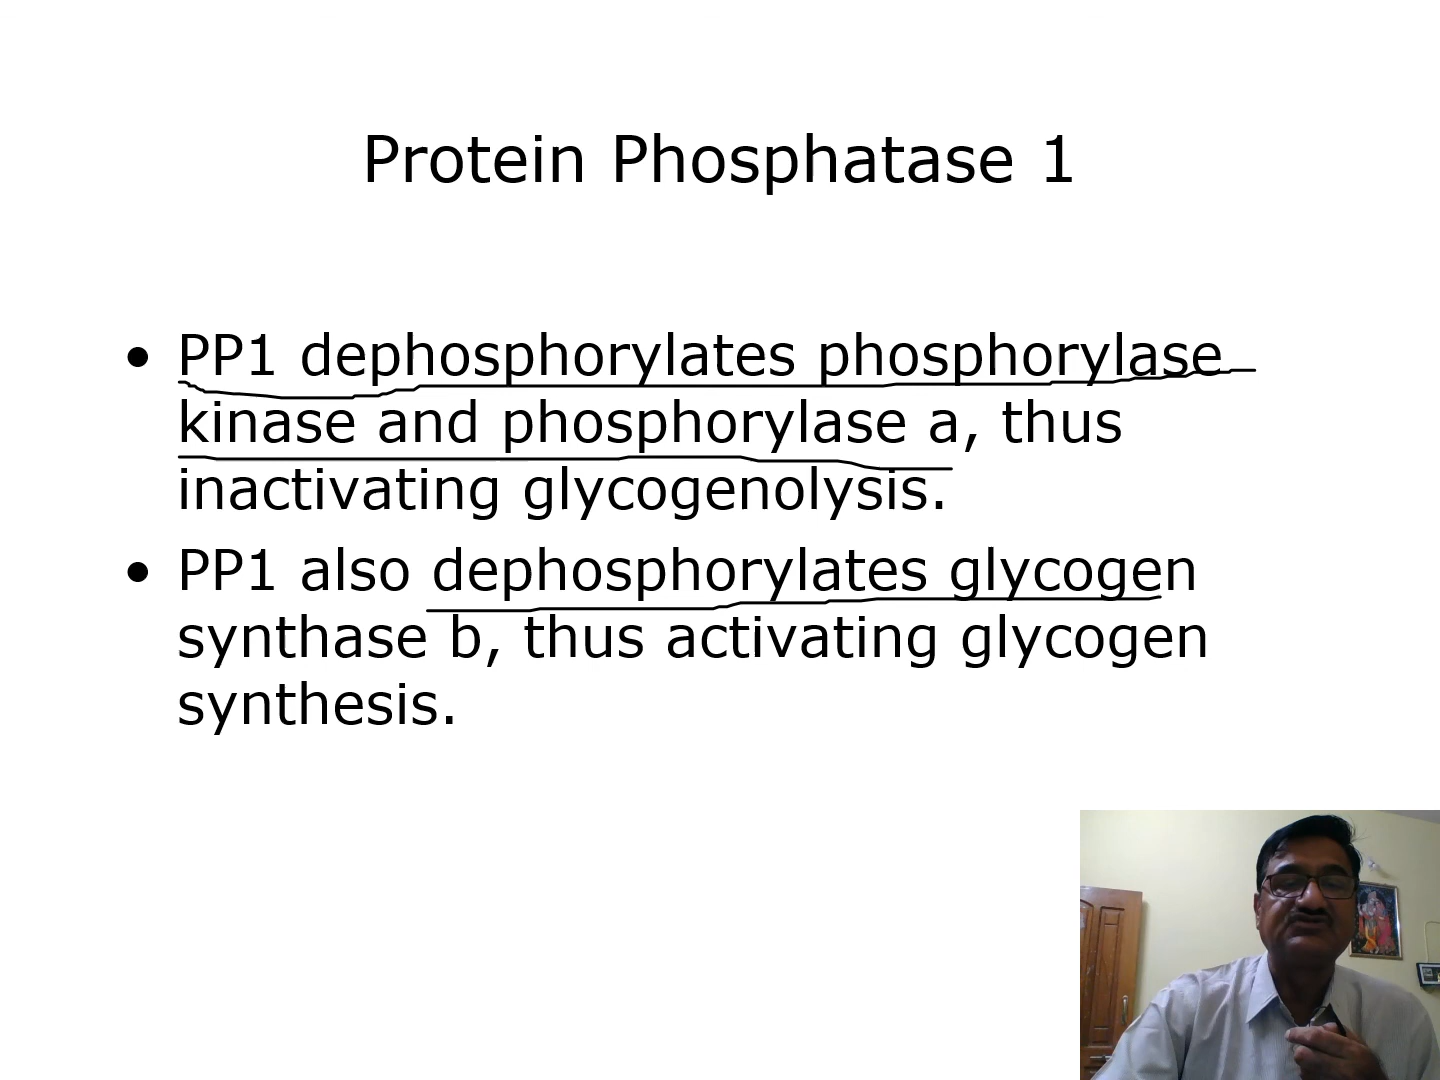 Protein Phosphatase 1
• PP1 dephosphorylates phosphorylase
kinase and phosphorylase a, thus
inactivating glycogenolysis.
• PP1 also dephosphorylates glycogen
synthase b, thus activating glycogen
synthesis.